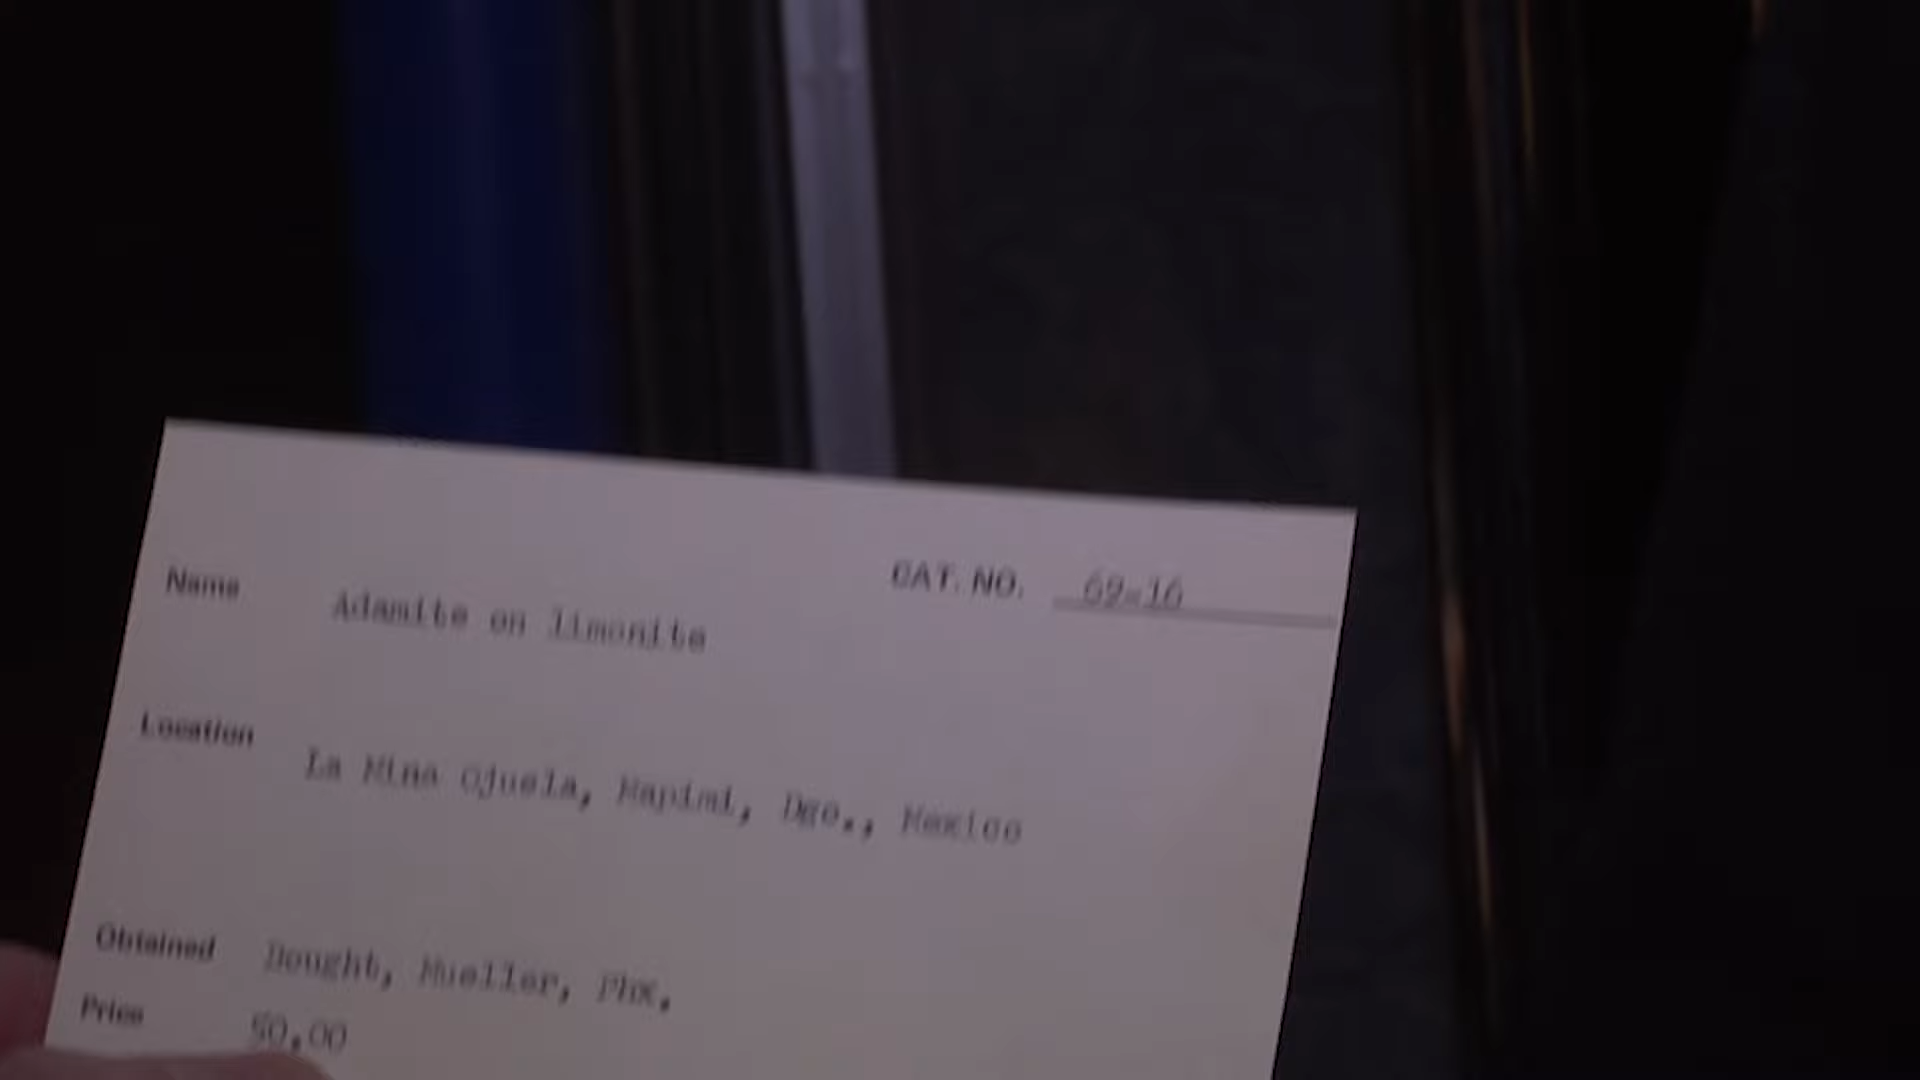 CAT. NO. 69-16
Name Adamite on limonite
Location
La Mina Ojuela, Mapimi, Dgo., Mexico
Obtained Bought, Mueller, Phx.
Price 50.00